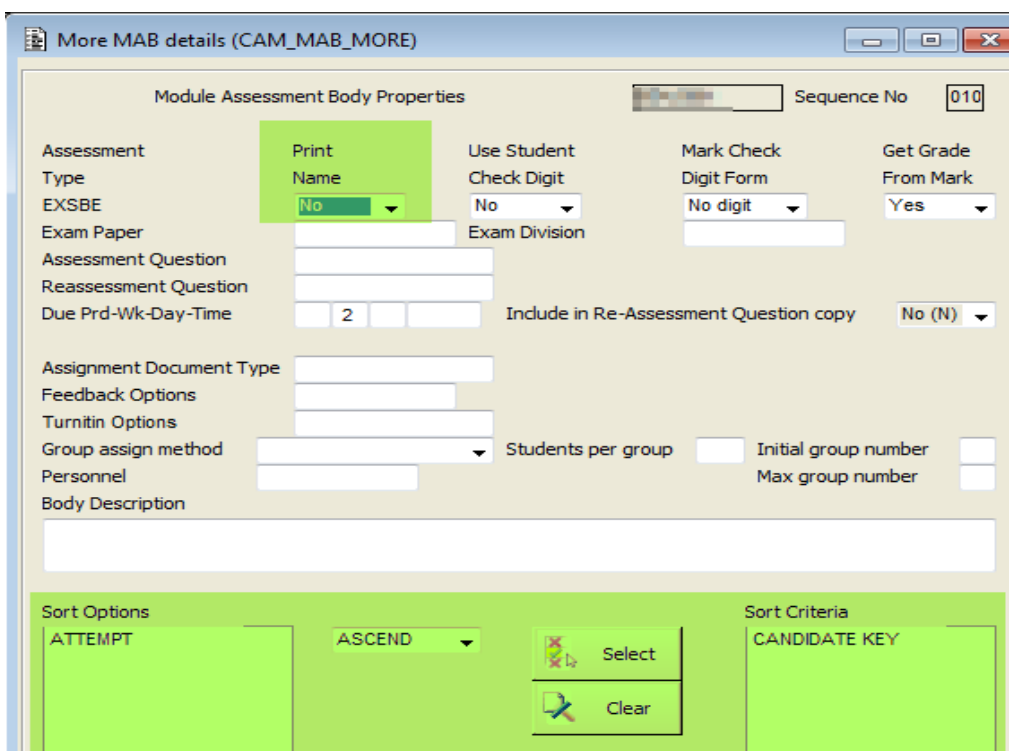 More MAB details (CAM_MAB_MORE)
Module Assessment Body Properties Sequence No 010
Assessment Print Use Student Mark Check Get Grade
Type Name Check Digit Digit Form From Mark
EXSBE No No No digit Yes
Exam Paper Exam Division
Assessment Question
Reassessment Question
Due Prd-Wk-Day-Time 2 Include in Re-Assessment Question copy No (N)
Assignment Document Type
Feedback Options
Turnitin Options
Group assign method Students per group Initial group number
Personnel Max group number
Body Description
Sort Options Sort Criteria
ATTEMPT ASCEND Select CANDIDATE KEY
Clear